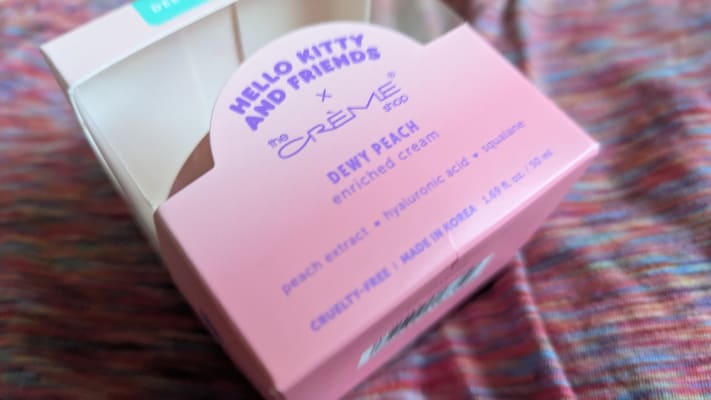 HELLO KITTY
AND FRIENDS
x
the CRÈME® shop
DEWY PEACH
enriched cream
peach extract • hyaluronic acid • squalane
CRUELTY-FREE | MADE IN KOREA 1.69 fl. oz. / 50 ml